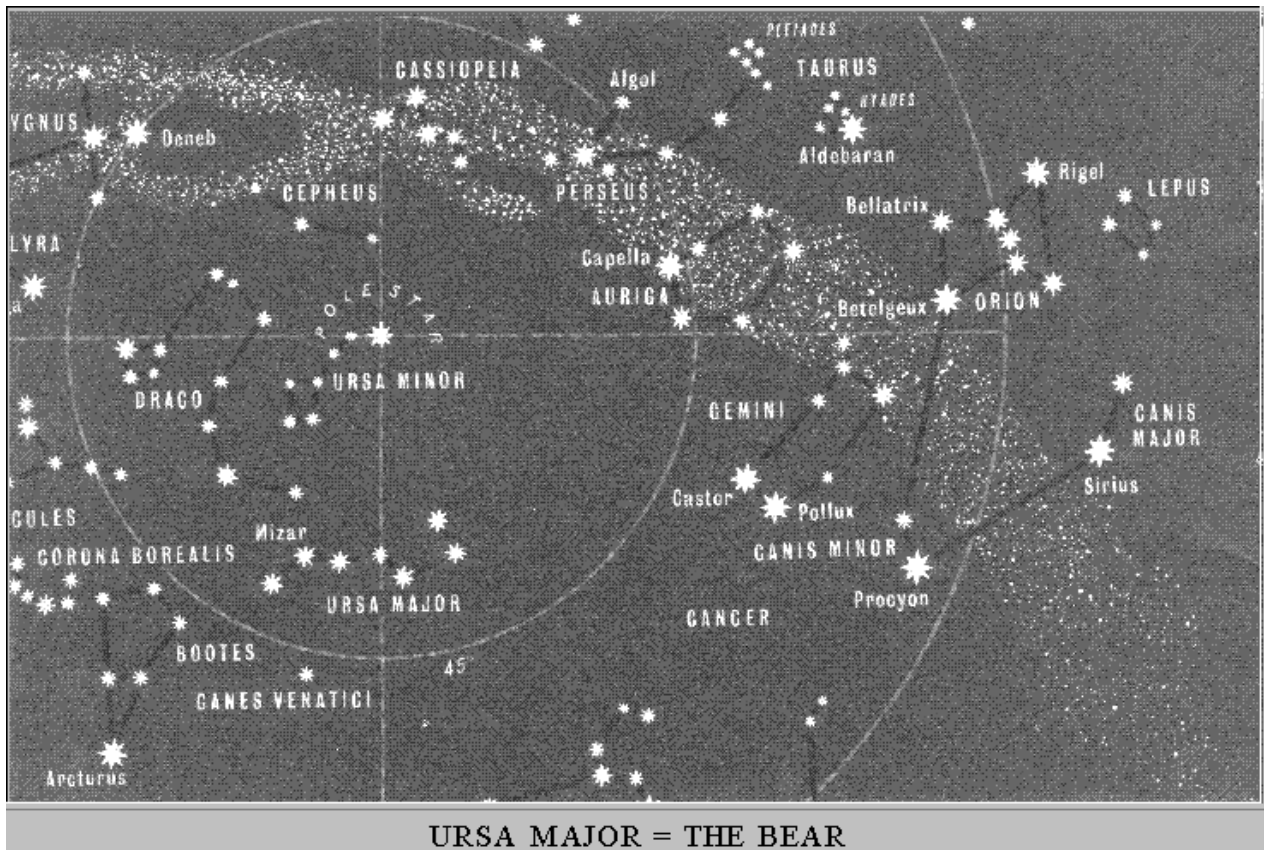 PLEIADES
CASSIOPEIA
Algol
TAURUS
HYADES
YGNUS
Deneb
Aldebaran
Rigel
LEPUS
CEPHEUS
PERSEUS
Bellatrix
LYRA
Capella
a
AURIGA
Betelgeux
ORION
POLE STAR
URSA MINOR
DRACO
GEMINI
CANIS
MAJOR
Castor
Pollux
Sirius
CULES
Mizar
CORONA BOREALIS
CANIS MINOR
URSA MAJOR
Procyon
CANCER
BOOTES
45
CANES VENATICI
Arcturus
URSA MAJOR = THE BEAR